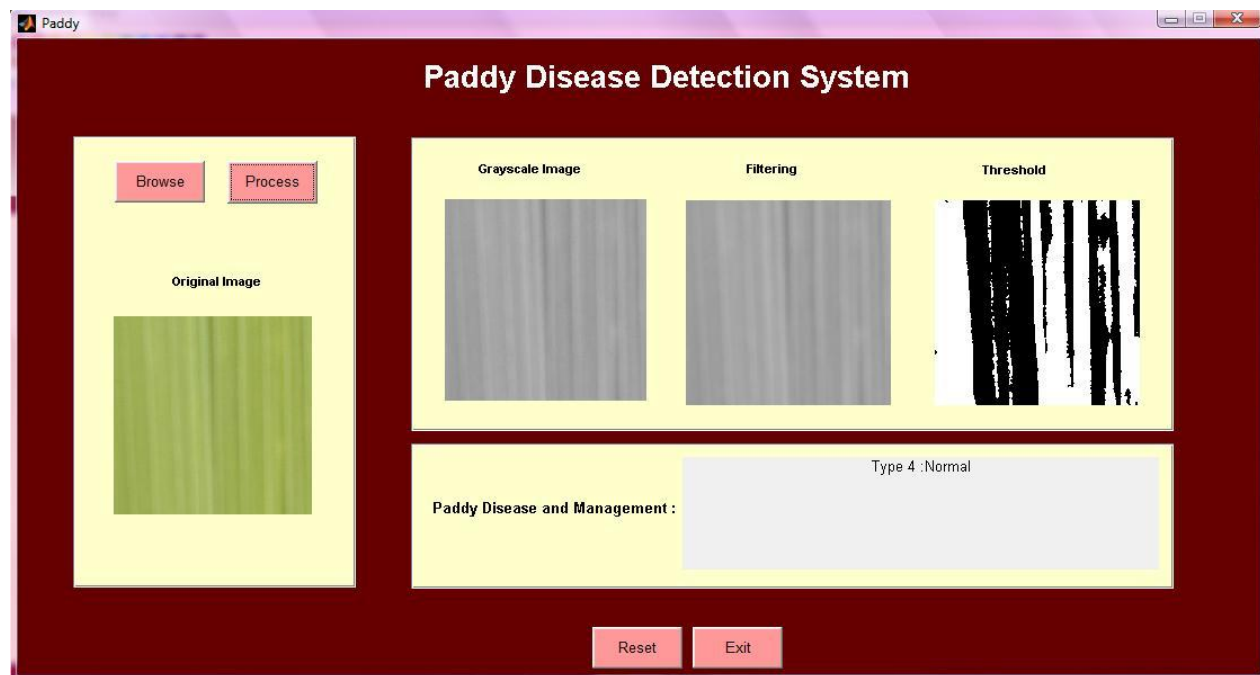 Paddy
Paddy Disease Detection System
Browse
Process
Original Image
Grayscale Image
Filtering
Threshold
Paddy Disease and Management :
Type 4 :Normal
Reset
Exit